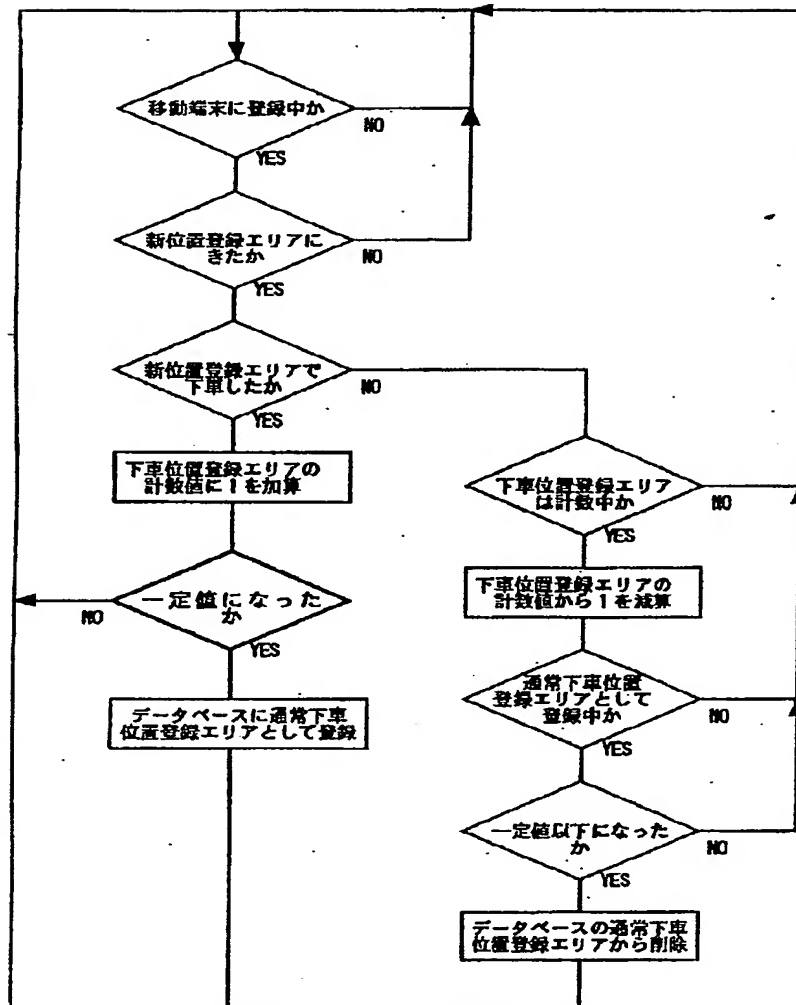 移動端末に登録中か
NO
YES
新位置登録エリアに
きたか
NO
YES
新位置登録エリアで
下車したか
NO
YES
下車位置登録エリアの
計数値に1を加算
一定値になった
か
NO
YES
データベースに通常下車
位置登録エリアとして登録
下車位置登録エリア
は計数中か
NO
YES
下車位置登録エリアの
計数値から1を減算
通常下車位置
登録エリアとして
登録中か
NO
YES
一定値以下になった
か
NO
YES
データベースの通常下車
位置登録エリアから削除